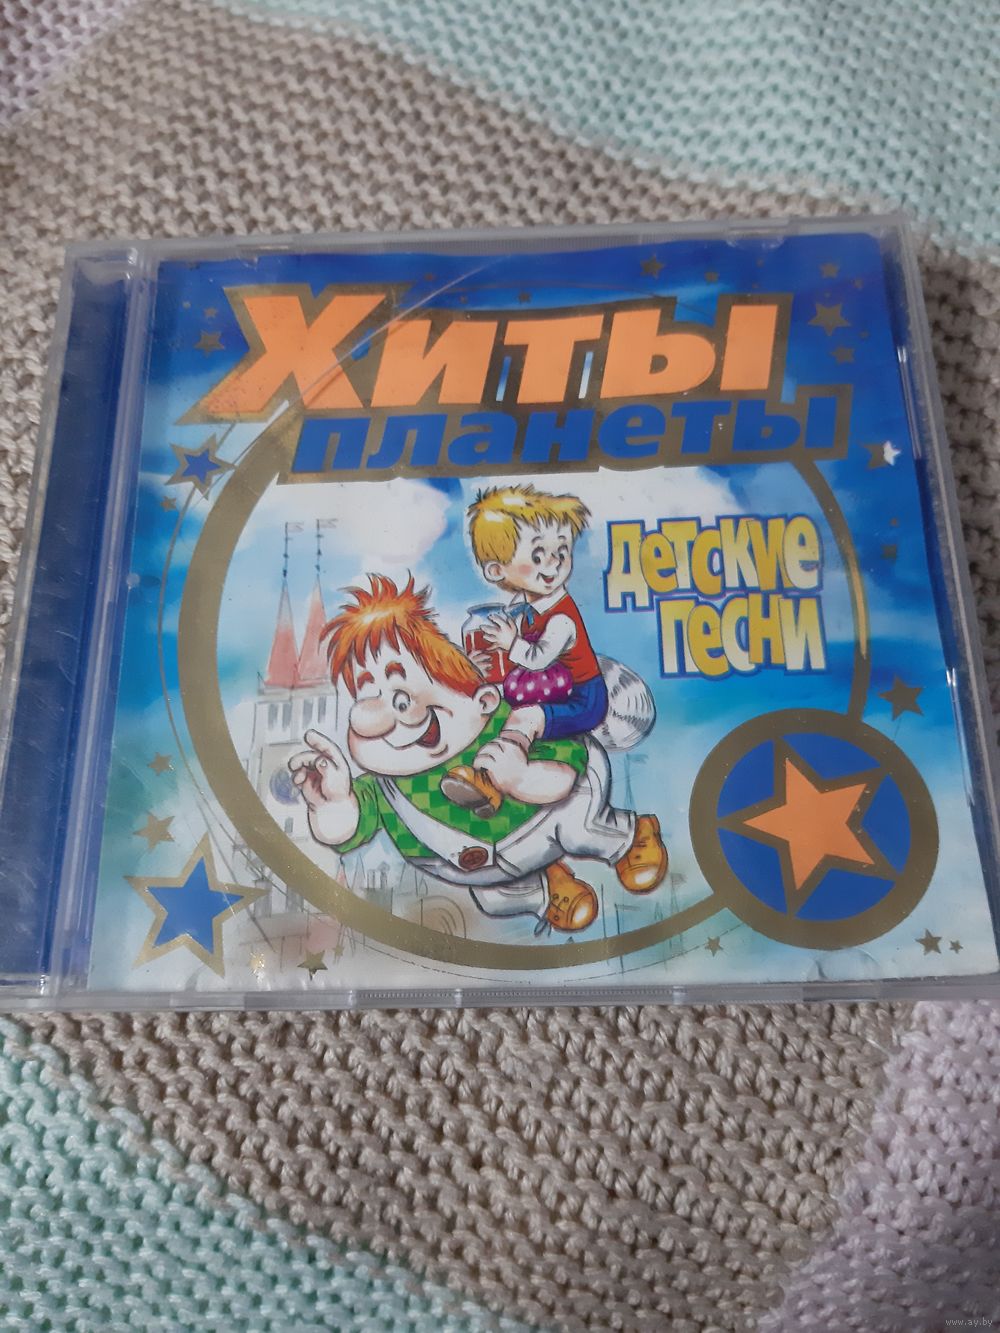 Хиты
планеты
Детские
песни
www.ay.by